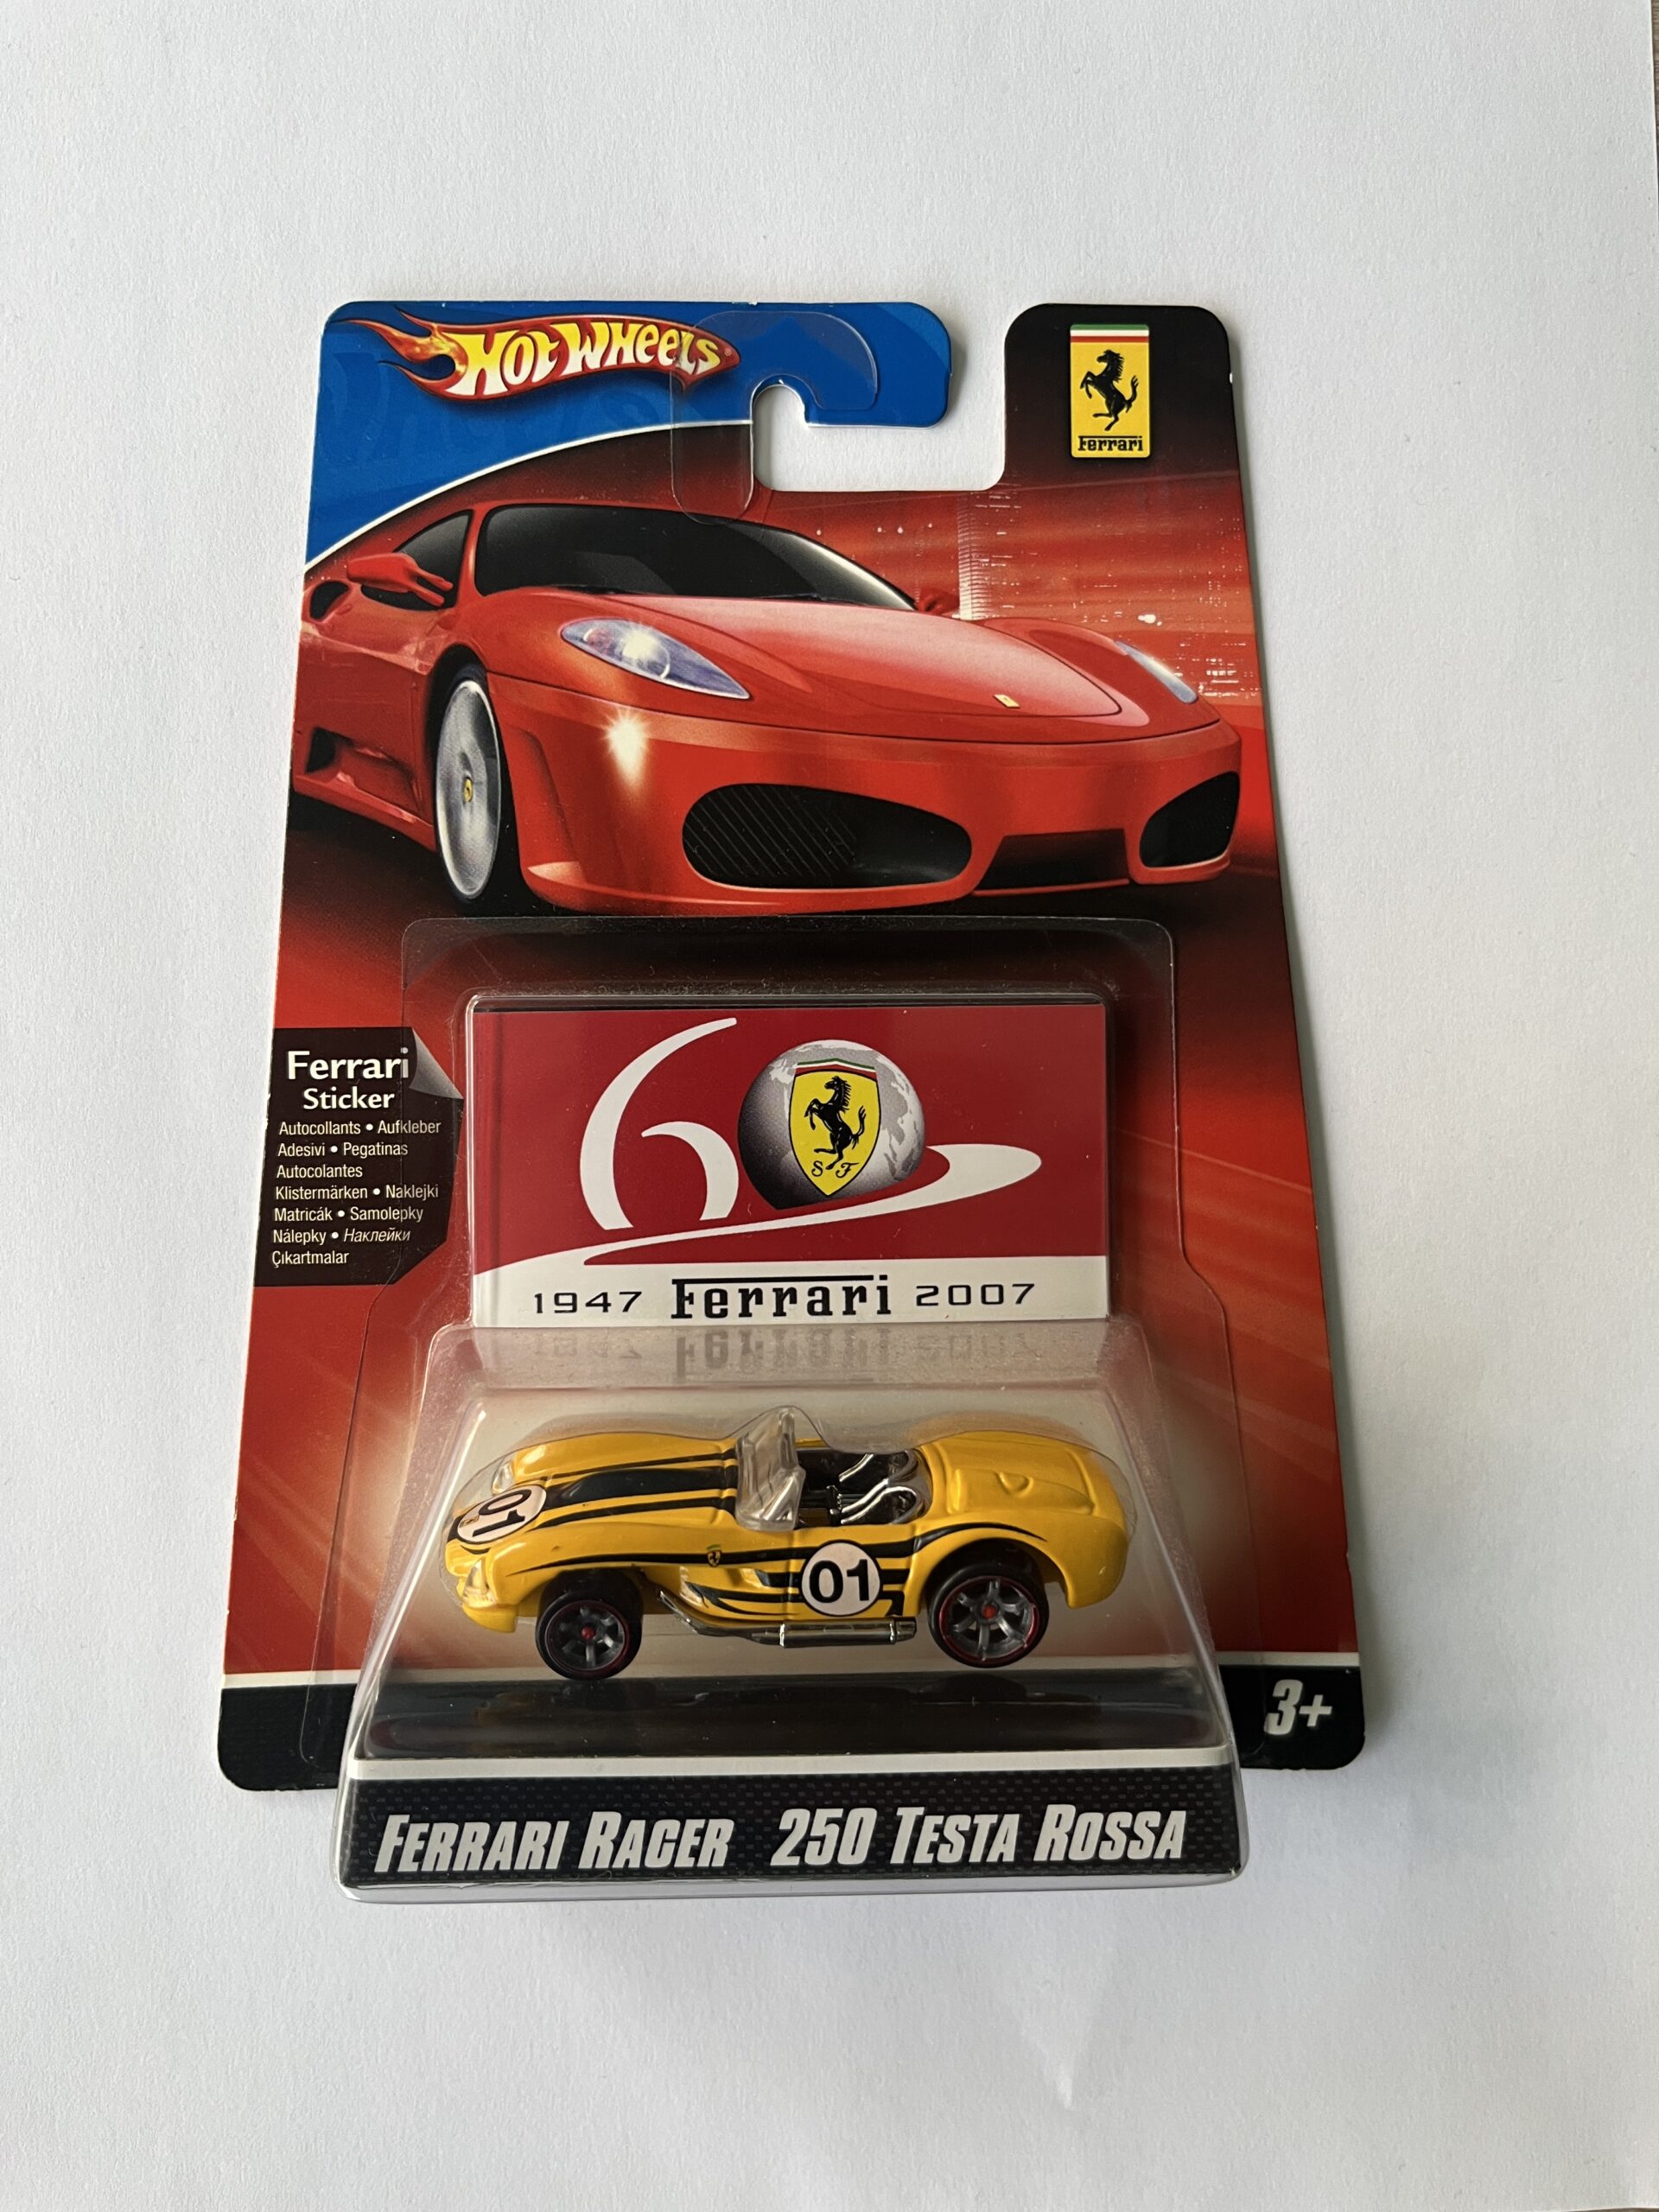 HOT WHEELS
Ferrari
Ferrari
Sticker
Autocollants • Aufkleber
Adesivi • Pegatinas
Autocolantes
Klistermärken • Naklejki
Matricák • Samolepky
Nálepky • Наклейки
Çıkartmalar
60
S F
1947 Ferrari 2007
01
01
3+
FERRARI RACER 250 TESTA ROSSA